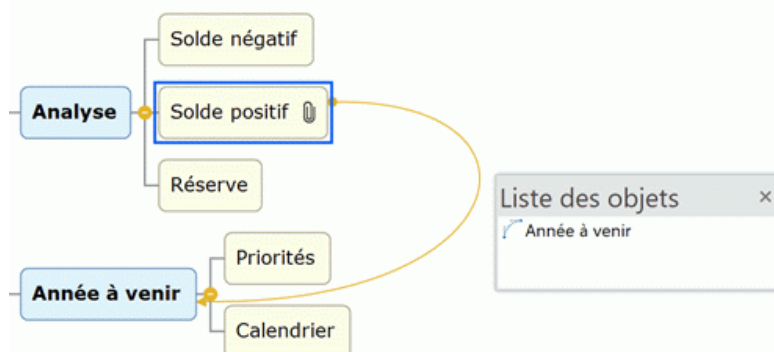 Solde négatif
Analyse
Solde positif
Réserve
Liste des objets
Année à venir
Priorités
Année à venir
Calendrier